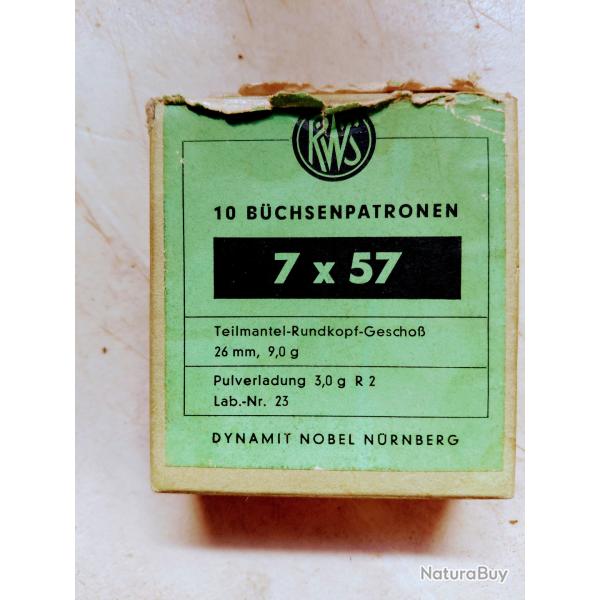 RWS
10 BÜCHSENPATRONEN
7 x 57
Teilmantel-Rundkopf-Geschoß
26 mm, 9,0 g
Pulverladung 3,0 g R 2
Lab.-Nr. 23
DYNAMIT NOBEL NÜRNBERG
NaturaBuy